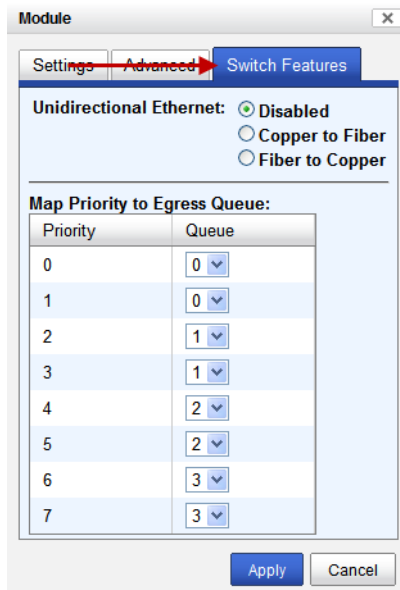 Module
Settings Advanced Switch Features
Unidirectional Ethernet: Disabled
Copper to Fiber
Fiber to Copper
Map Priority to Egress Queue:
Priority Queue
0 0
1 0
2 1
3 1
4 2
5 2
6 3
7 3
Apply Cancel